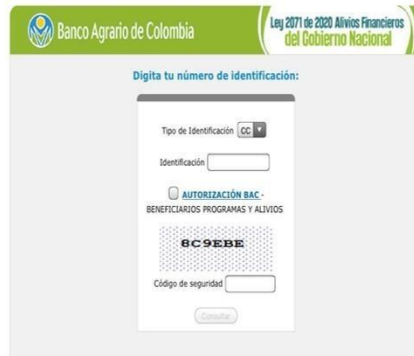 Banco Agrario de Colombia
Ley 2071 de 2020 Alivios Financieros
del Gobierno Nacional
Digita tu número de identificación:
Tipo de Identificación CC
Identificación
AUTORIZACIÓN BAC -
BENEFICIARIOS PROGRAMAS Y ALIVIOS
8C9EBE
Código de seguridad
Consultar